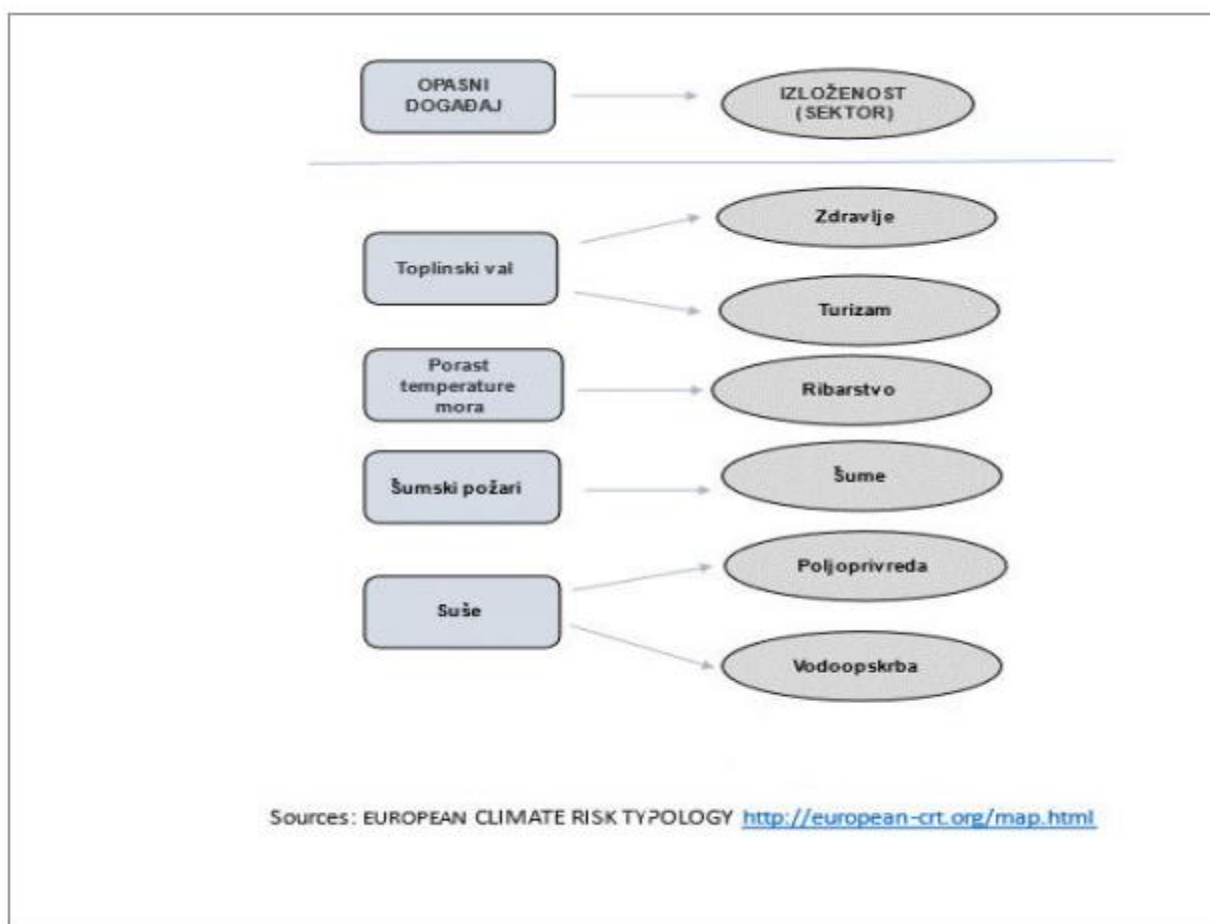 OPASNI
DOGAĐAJ
IZLOŽENOST
(SEKTOR)
Zdravlje
Toplinski val
Turizam
Porast
temperature
mora
Ribarstvo
Šumski požari
Šume
Poljoprivreda
Suše
Vodoopskrba
Sources: EUROPEAN CLIMATE RISK TYPOLOGY http://european-crt.org/map.html